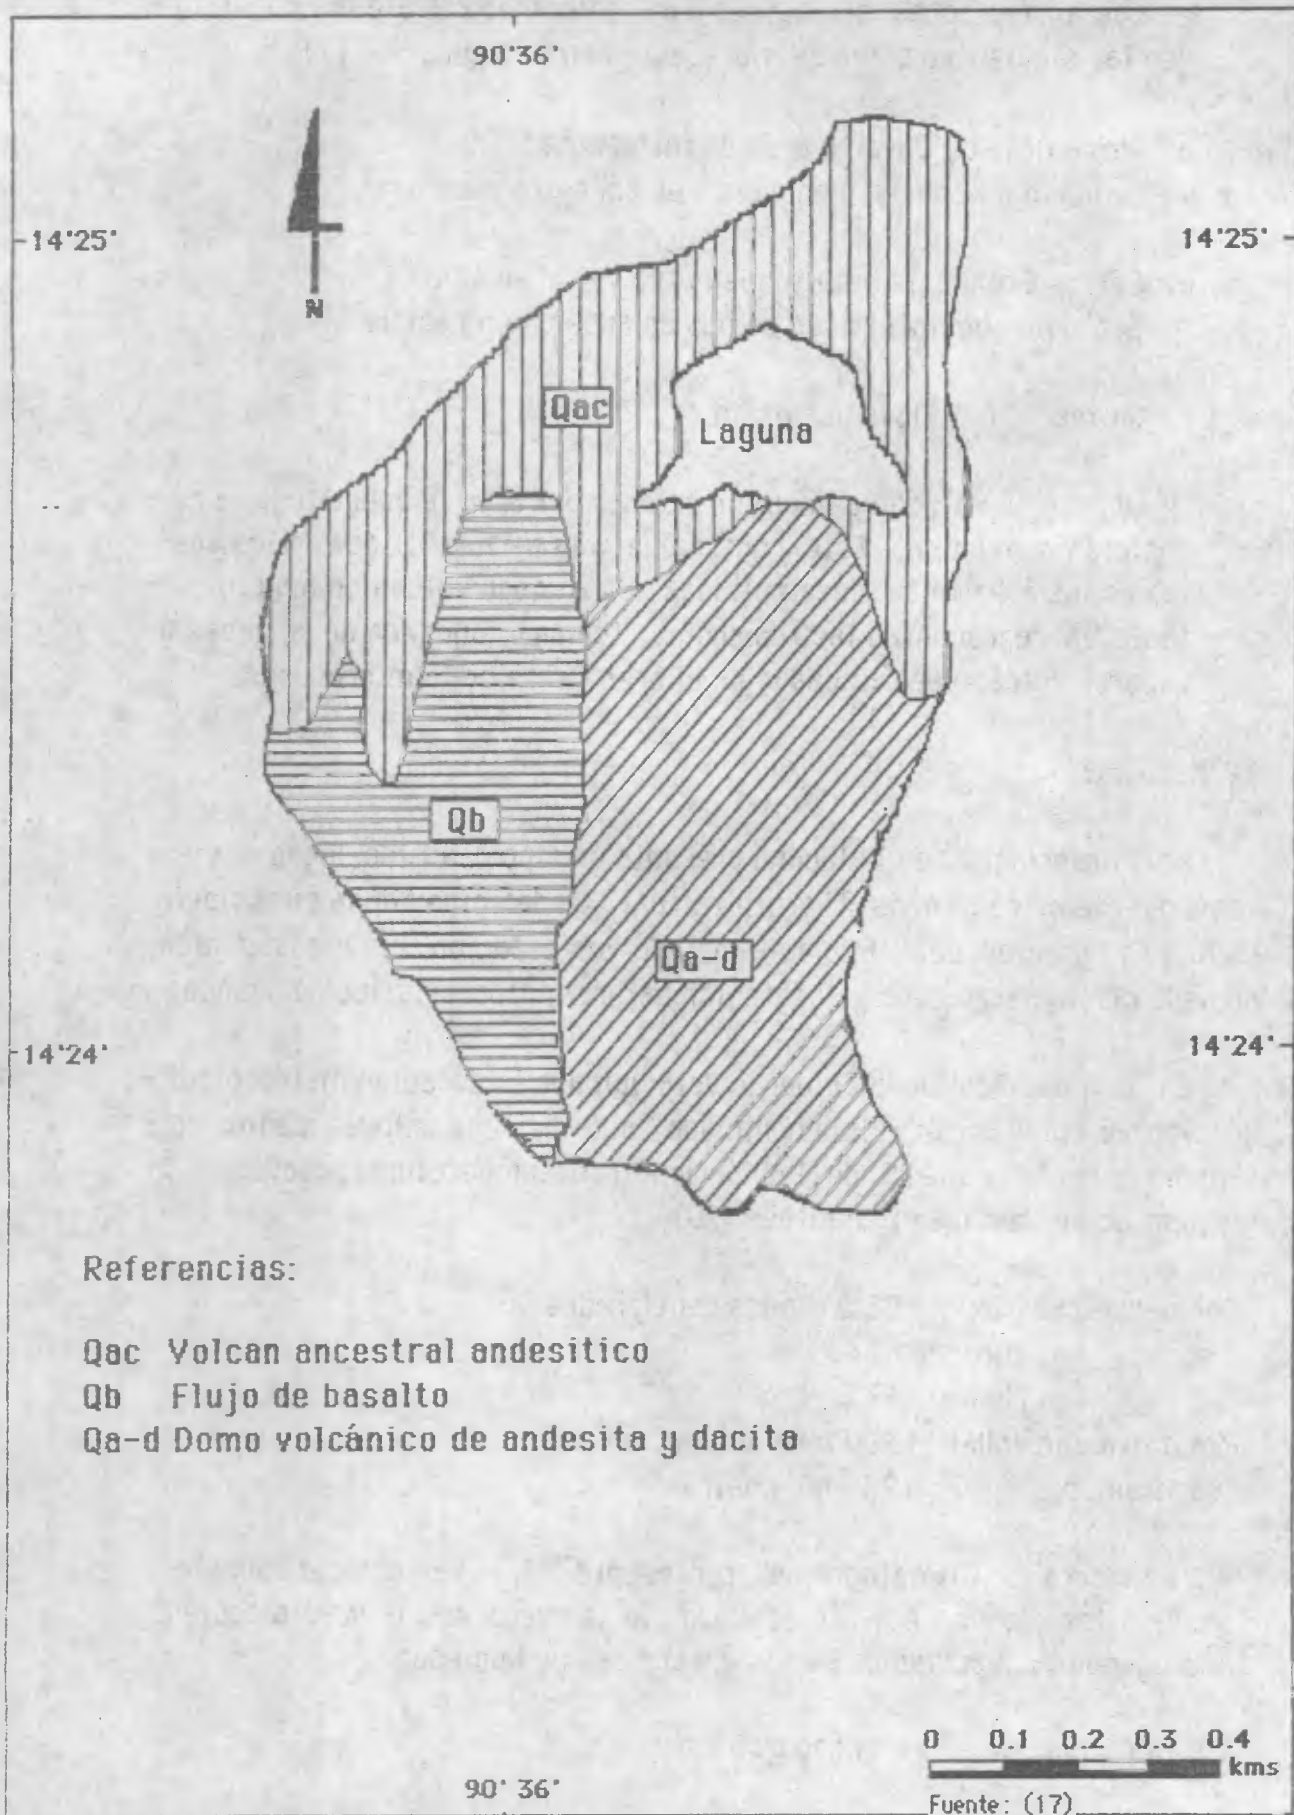 90°36'
14°25' 14°25'
N
Qac
Laguna
Qb
Qa-d
14°24' 14°24'
Referencias:
Qac Volcan ancestral andesitico
Qb Flujo de basalto
Qa-d Domo volcánico de andesita y dacita
0 0.1 0.2 0.3 0.4
kms
90° 36'
Fuente: (17)